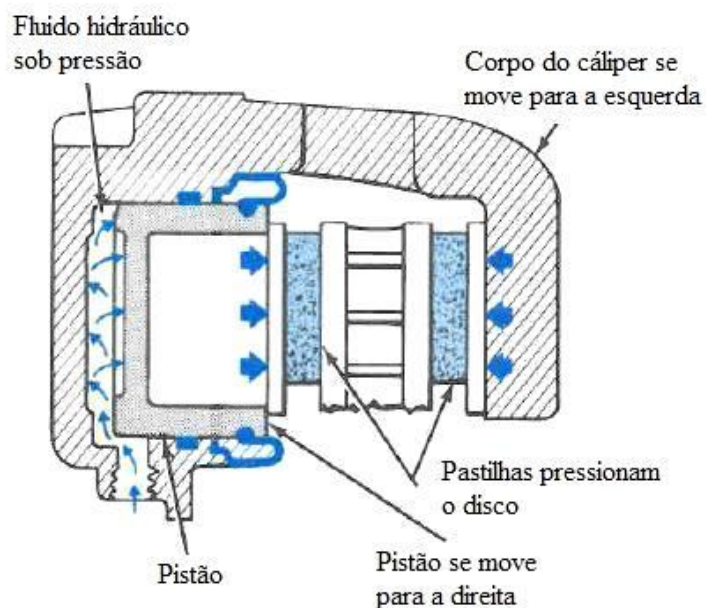 Fluido hidráulico
sob pressão
Corpo do cáliper se
move para a esquerda
Pastilhas pressionam
o disco
Pistão
Pistão se move
para a direita